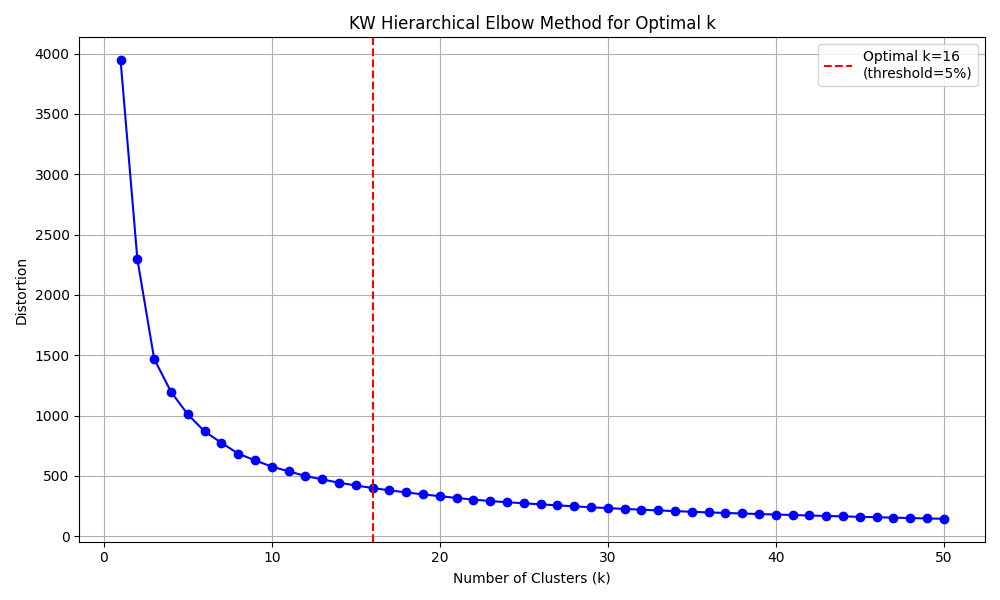 KW Hierarchical Elbow Method for Optimal k
Optimal k=16
(threshold=5%)
4000
3500
3000
2500
2000
1500
1000
500
0
Distortion
0 10 20 30 40 50
Number of Clusters (k)